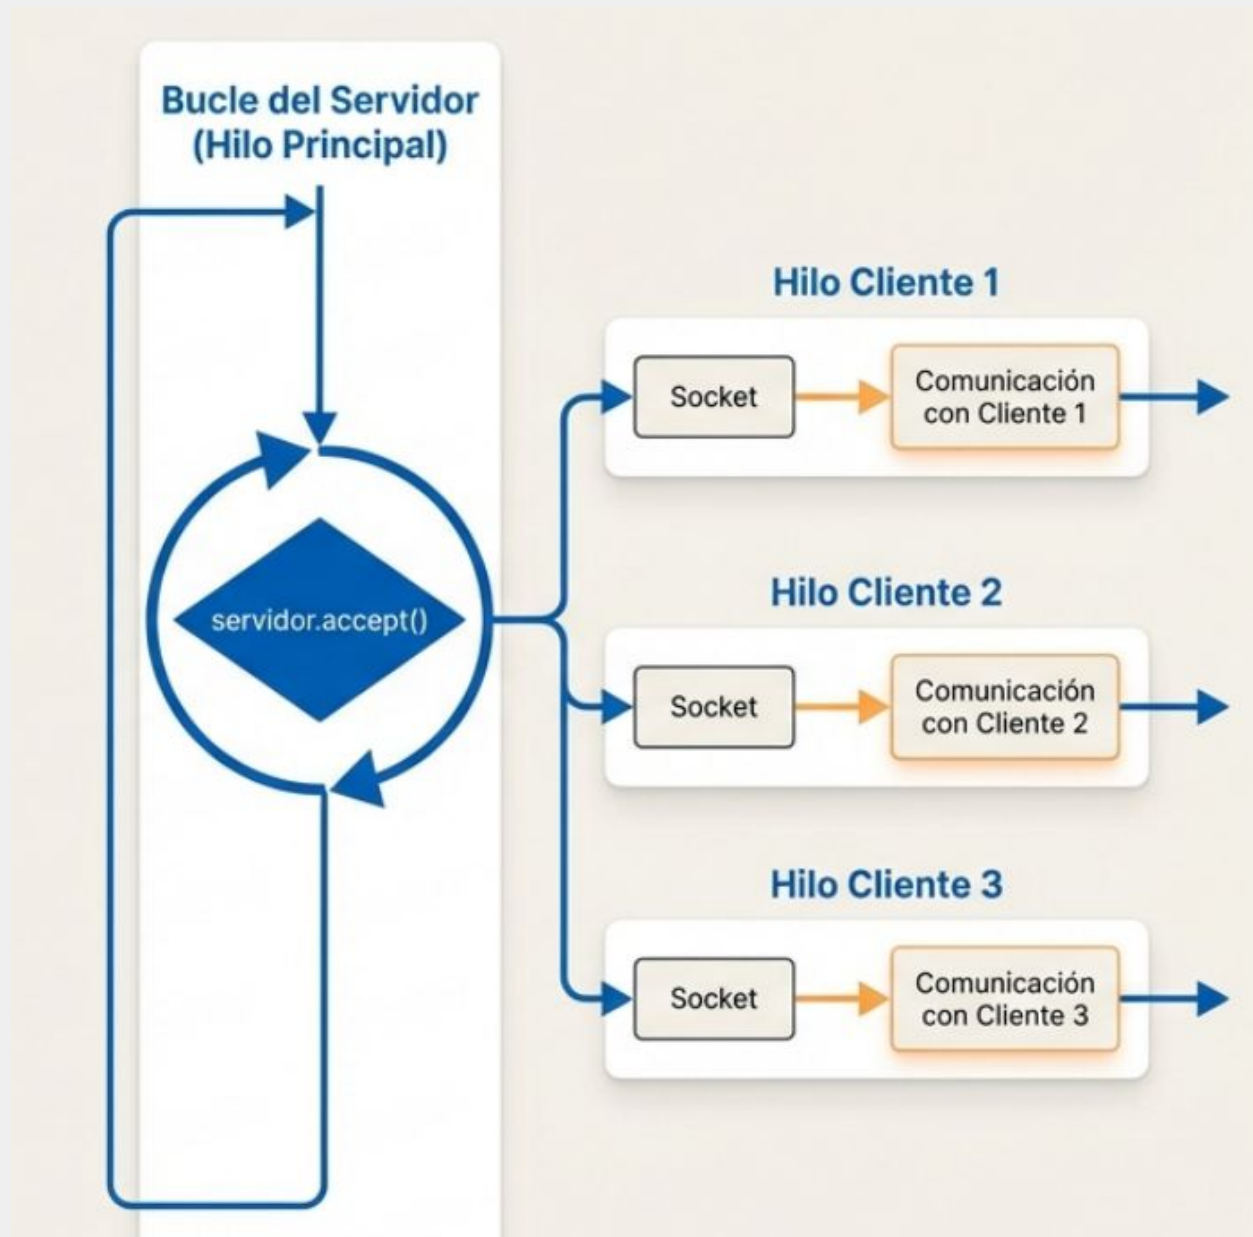 Bucle del Servidor
(Hilo Principal)
servidor.accept()
Hilo Cliente 1
Socket
Comunicación
con Cliente 1
Hilo Cliente 2
Socket
Comunicación
con Cliente 2
Hilo Cliente 3
Socket
Comunicación
con Cliente 3